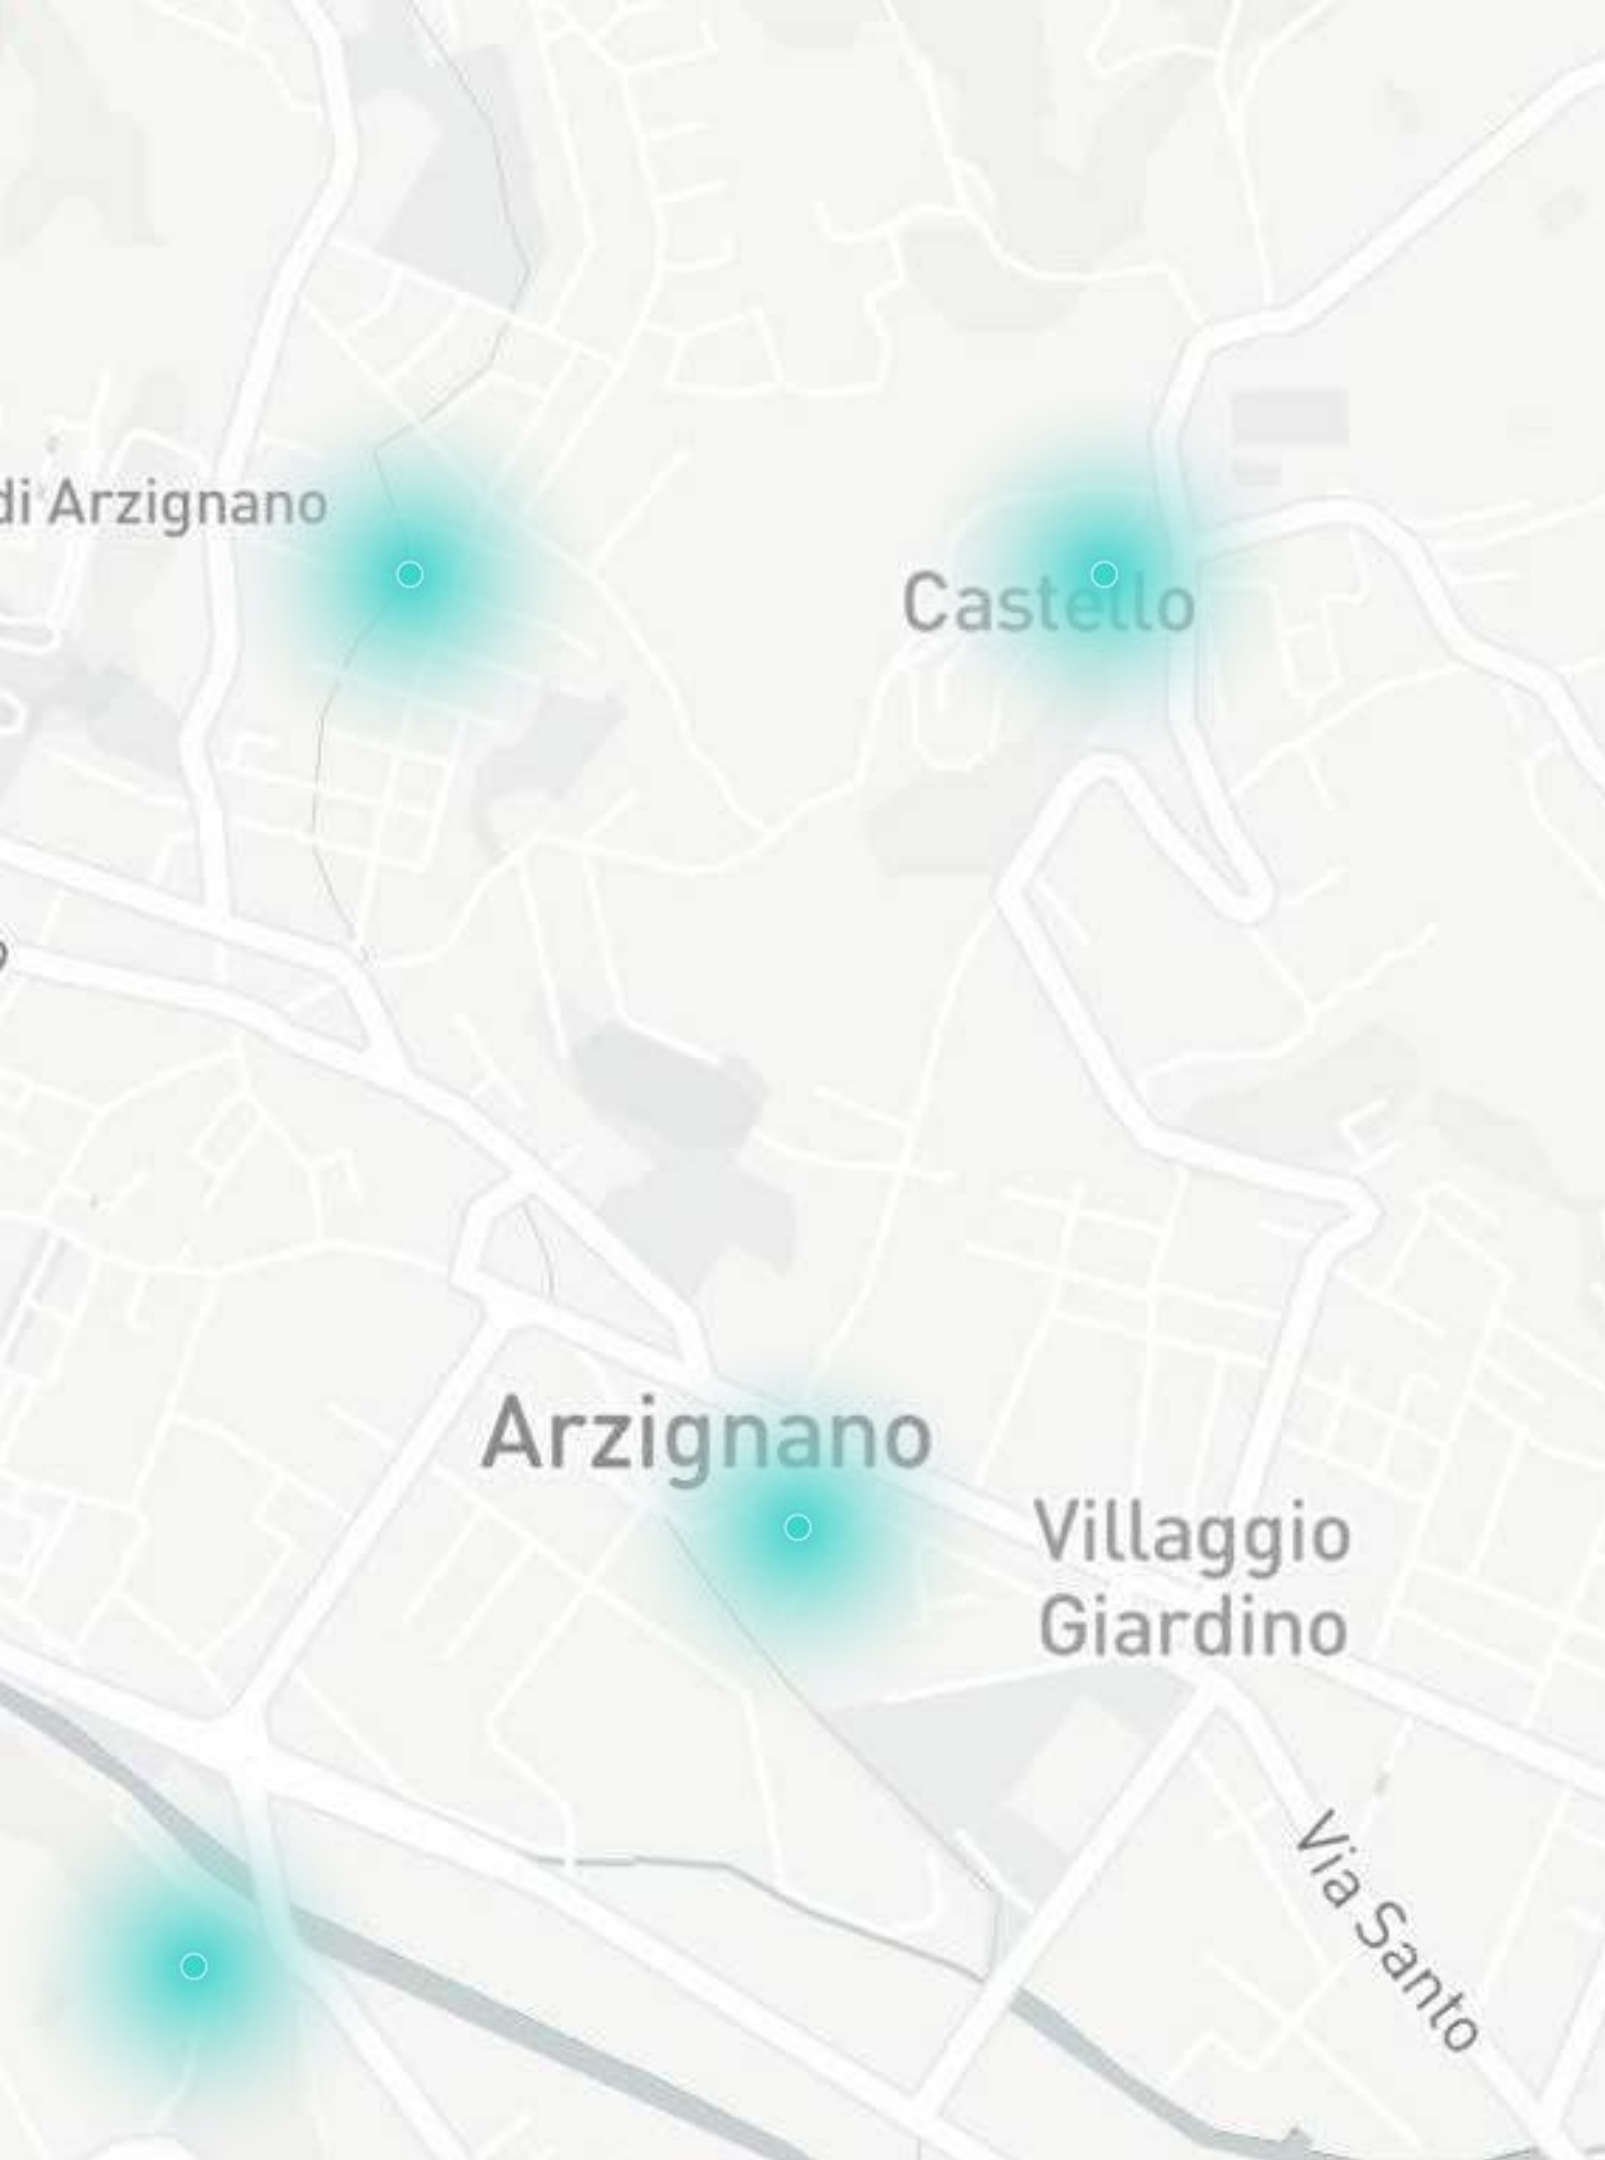 di Arzignano
Castello
Arzignano
Villaggio
Giardino
Via Santo